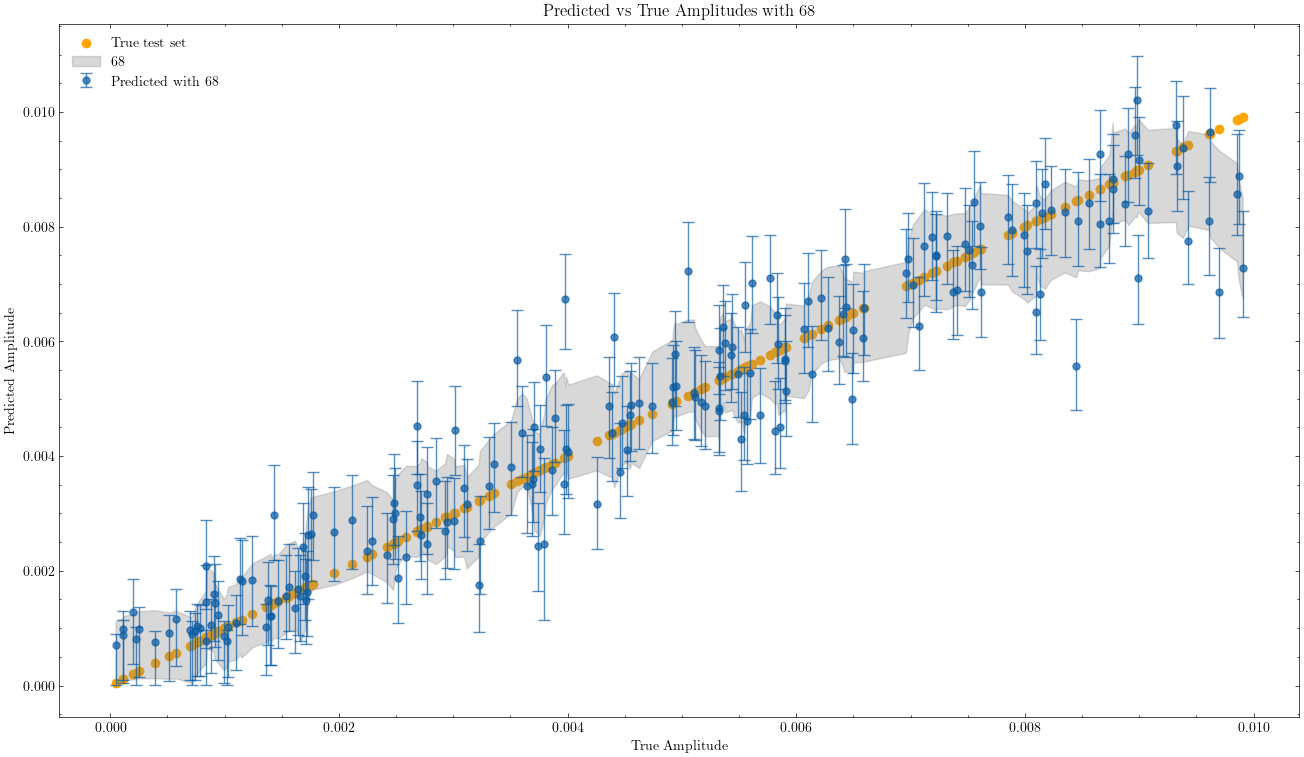 Predicted vs True Amplitudes with 68
True test set
68
Predicted with 68
0.010
0.008
0.006
0.004
0.002
0.000
Predicted Amplitude
0.000 0.002 0.004 0.006 0.008 0.010
True Amplitude